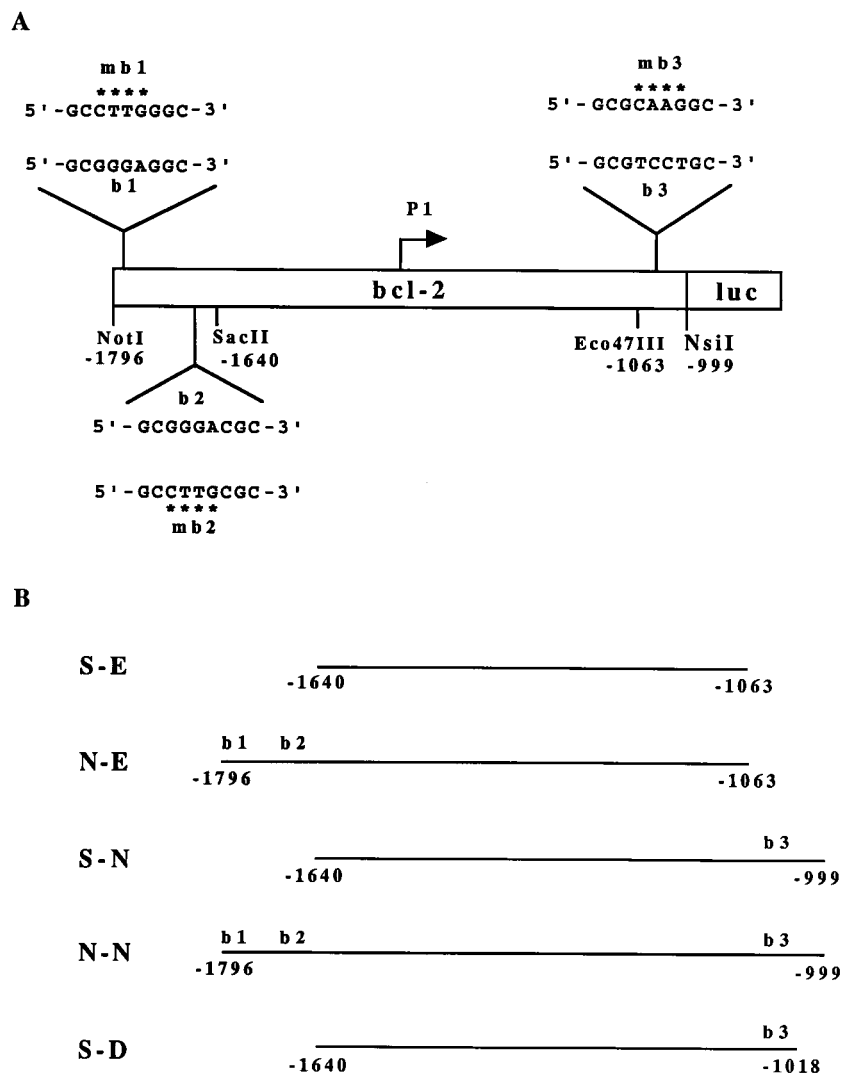 A
mb1
****
5'-GCCTTGGGC-3'
5'-GCGGGAGGC-3'
b1
mb3
****
5'-GCGCAAGGC-3'
5'-GCGTCCTGC-3'
b3
P1
bcl-2
luc
NotI
-1796
SacII
-1640
Eco47III
-1063
NsiI
-999
b2
5'-GCGGGACGC-3'
5'-GCCTTGCGC-3'
****
mb2
B
S-E
-1640
-1063
N-E
b1 b2
-1796
-1063
S-N
b3
-1640
-999
N-N
b1 b2 b3
-1796
-999
S-D
b3
-1640
-1018